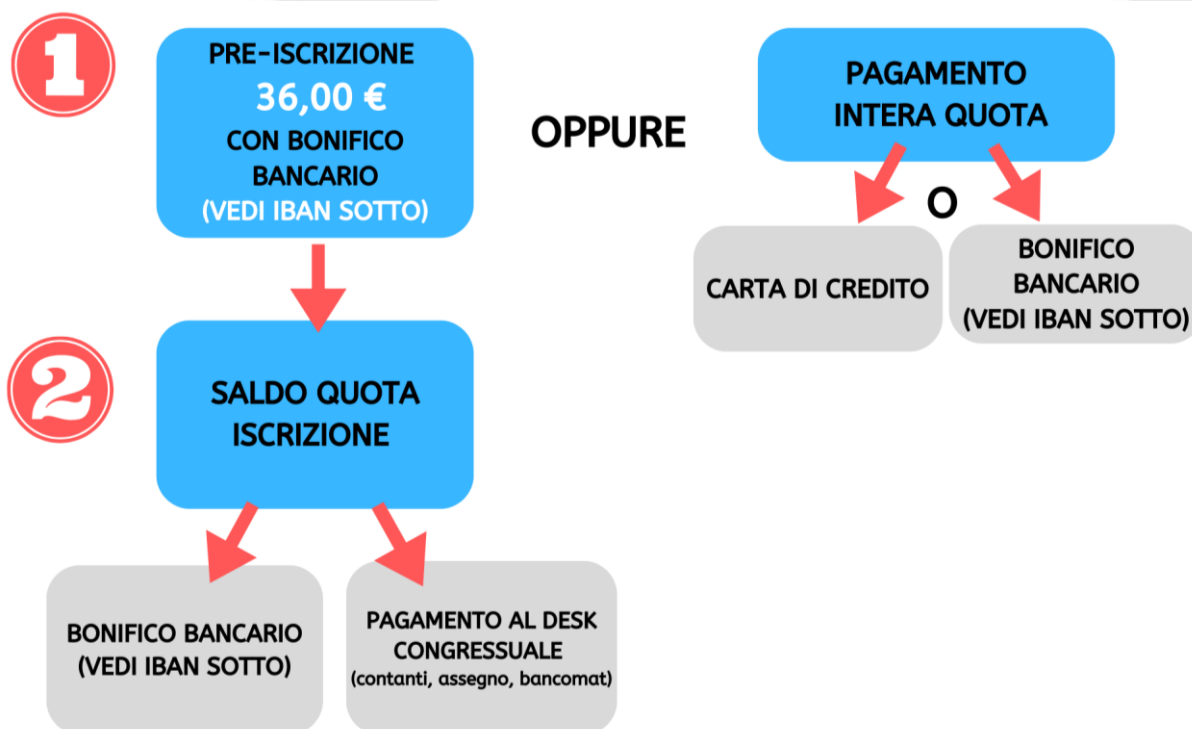 1
PRE-ISCRIZIONE
36,00 €
CON BONIFICO
BANCARIO
(VEDI IBAN SOTTO)
OPPURE
PAGAMENTO
INTERA QUOTA
O
CARTA DI CREDITO
BONIFICO
BANCARIO
(VEDI IBAN SOTTO)
2
SALDO QUOTA
ISCRIZIONE
BONIFICO BANCARIO
(VEDI IBAN SOTTO)
PAGAMENTO AL DESK
CONGRESSUALE
(contanti, assegno, bancomat)